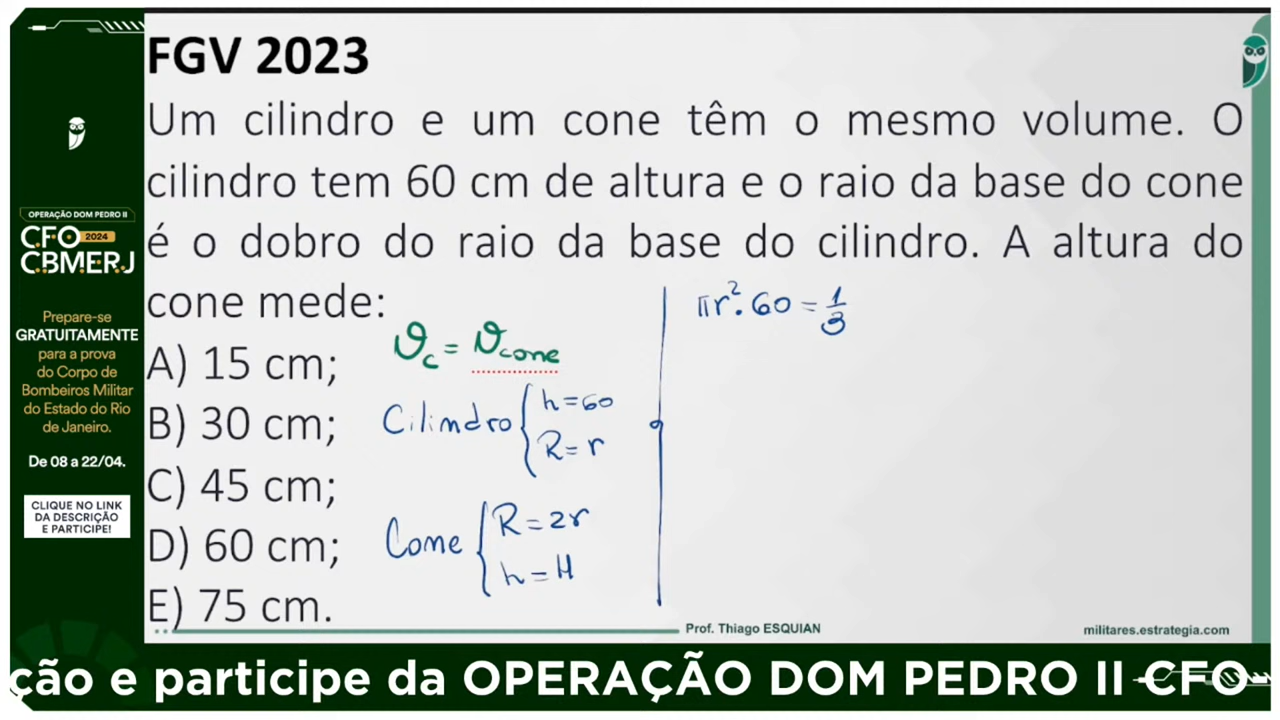 FGV 2023
Um cilindro e um cone têm o mesmo volume. O
cilindro tem 60 cm de altura e o raio da base do cone
é o dobro do raio da base do cilindro. A altura do
cone mede:
A) 15 cm;
B) 30 cm;
C) 45 cm;
D) 60 cm;
E) 75 cm.
ϑc = ϑcone
Cilindro { h=60
R=r
Cone { R=2r
h=H
πr². 60 = 1/3
OPERAÇÃO DOM PEDRO II
CFO 2024
CBMERJ
Prepare-se
GRATUITAMENTE
para a prova
do Corpo de
Bombeiros Militar
do Estado do Rio
de Janeiro.
De 08 a 22/04.
CLIQUE NO LINK
DA DESCRIÇÃO
E PARTICIPE!
Prof. Thiago ESQUIAN
militares.estrategia.com
ção e participe da OPERAÇÃO DOM PEDRO II CFO